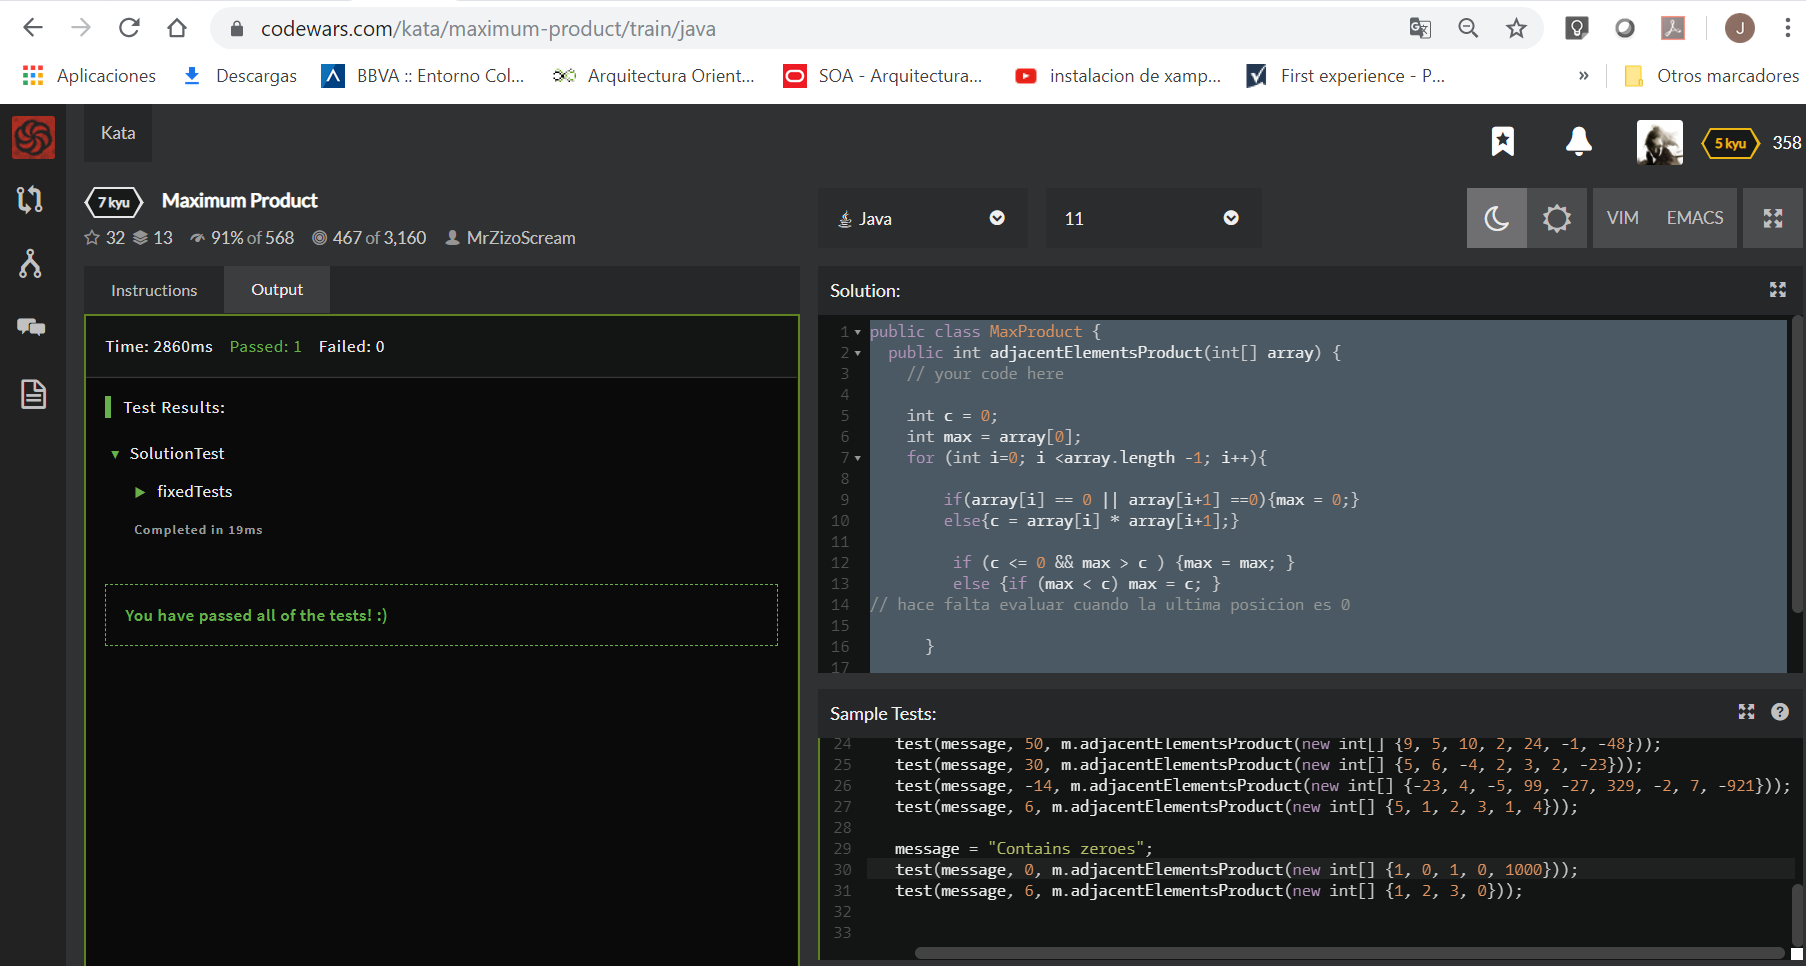 codewars.com/kata/maximum-product/train/java
J
Aplicaciones
Descargas
BBVA :: Entorno Col...
Arquitectura Orient...
SOA - Arquitectura...
instalacion de xamp...
First experience - P...
»
Otros marcadores
Kata
5 kyu
358
7 kyu
Maximum Product
32 13 91% of 568 467 of 3,160 MrZizoScream
Java
11
VIM
EMACS
Instructions
Output
Time: 2860ms Passed: 1 Failed: 0
Test Results:
SolutionTest
fixedTests
Completed in 19ms
You have passed all of the tests! :)
Solution:
1 public class MaxProduct {
2 public int adjacentElementsProduct(int[] array) {
3 // your code here
4
5 int c = 0;
6 int max = array[0];
7 for (int i=0; i <array.length -1; i++){
8
9 if(array[i] == 0 || array[i+1] ==0){max = 0;}
10 else{c = array[i] * array[i+1];}
11
12 if (c <= 0 && max > c ) {max = max; }
13 else {if (max < c) max = c; }
14 // hace falta evaluar cuando la ultima posicion es 0
15
16 }
17
Sample Tests:
?
24 test(message, 50, m.adjacentElementsProduct(new int[] {9, 5, 10, 2, 24, -1, -48}));
25 test(message, 30, m.adjacentElementsProduct(new int[] {5, 6, -4, 2, 3, 2, -23}));
26 test(message, -14, m.adjacentElementsProduct(new int[] {-23, 4, -5, 99, -27, 329, -2, 7, -921}));
27 test(message, 6, m.adjacentElementsProduct(new int[] {5, 1, 2, 3, 1, 4}));
28
29 message = "Contains zeroes";
30 test(message, 0, m.adjacentElementsProduct(new int[] {1, 0, 1, 0, 1000}));
31 test(message, 6, m.adjacentElementsProduct(new int[] {1, 2, 3, 0}));
32
33